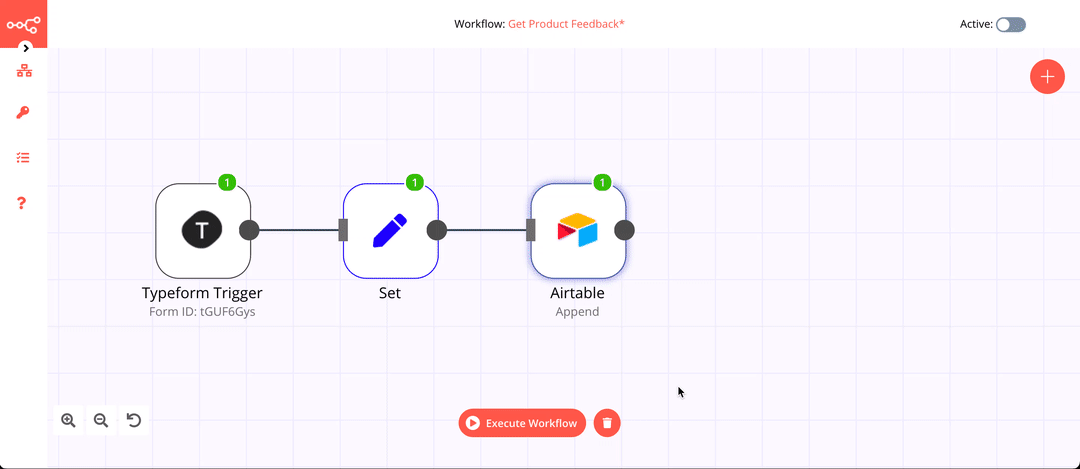 Workflow: Get Product Feedback*
Active:
1
1
1
T
Typeform Trigger
Form ID: tGUF6Gys
Set
Airtable
Append
Execute Workflow
?